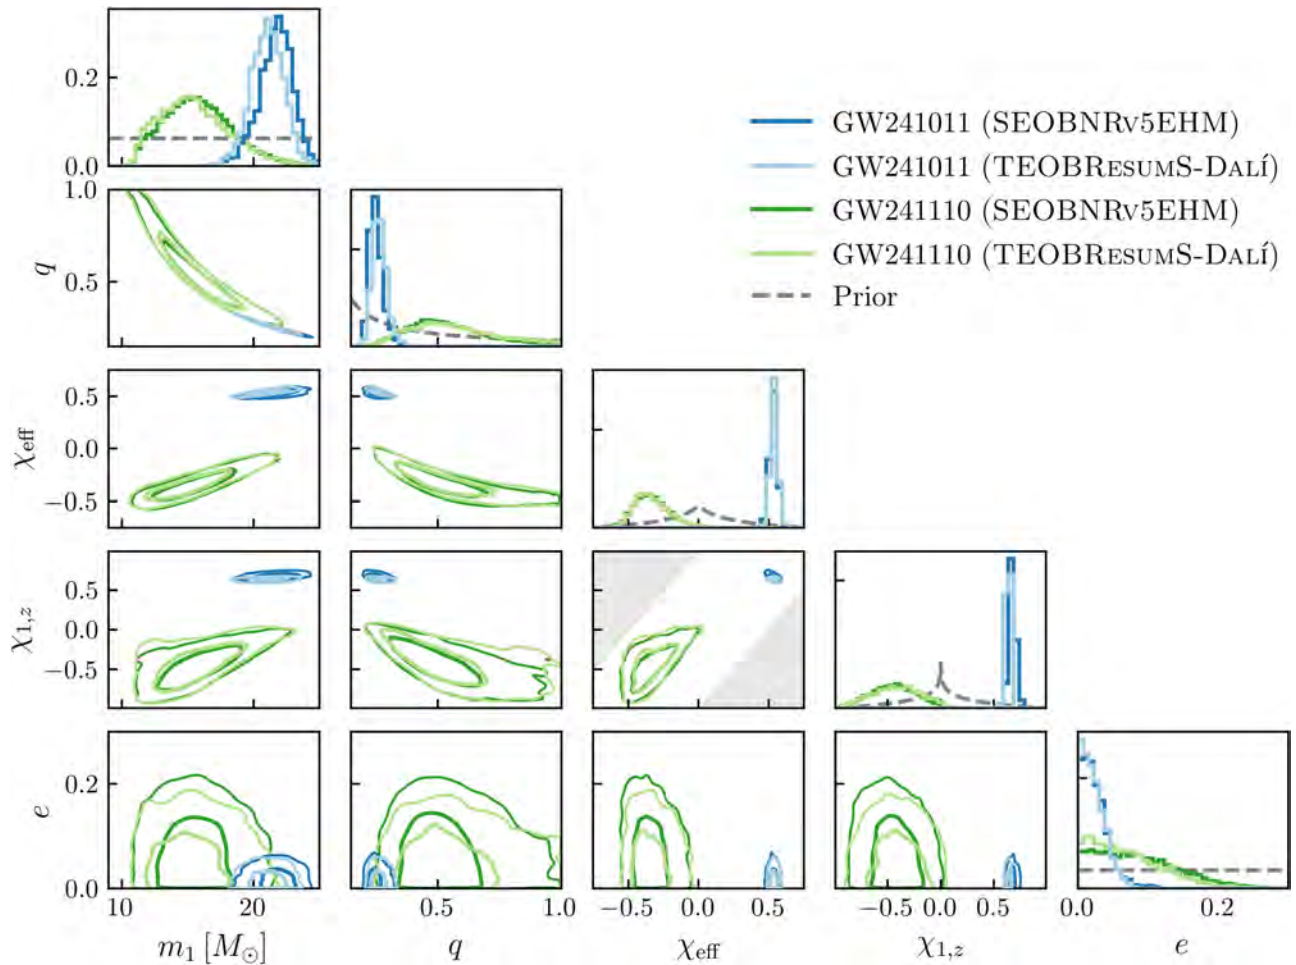 0.2
0.0
GW241011 (SEOBNRv5EHM)
GW241011 (TEOBResumS-Dalí)
GW241110 (SEOBNRv5EHM)
GW241110 (TEOBResumS-Dalí)
Prior
1.0
q
0.5
χeff
0.5
0.0
−0.5
χ1,z
0.5
0.0
−0.5
e
0.2
0.0
10 20 0.5 1.0 −0.5 0.0 0.5 −0.5 0.0 0.5 0.0 0.2
m1 [M⊙] q χeff χ1,z e